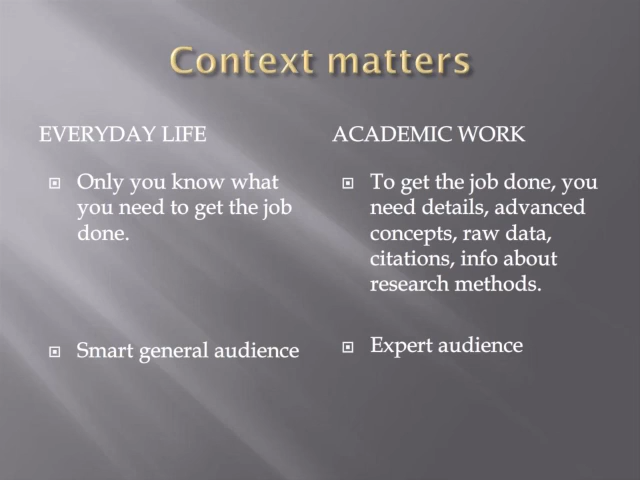 Context matters
EVERYDAY LIFE
Only you know what
you need to get the job
done.
Smart general audience
ACADEMIC WORK
To get the job done, you
need details, advanced
concepts, raw data,
citations, info about
research methods.
Expert audience